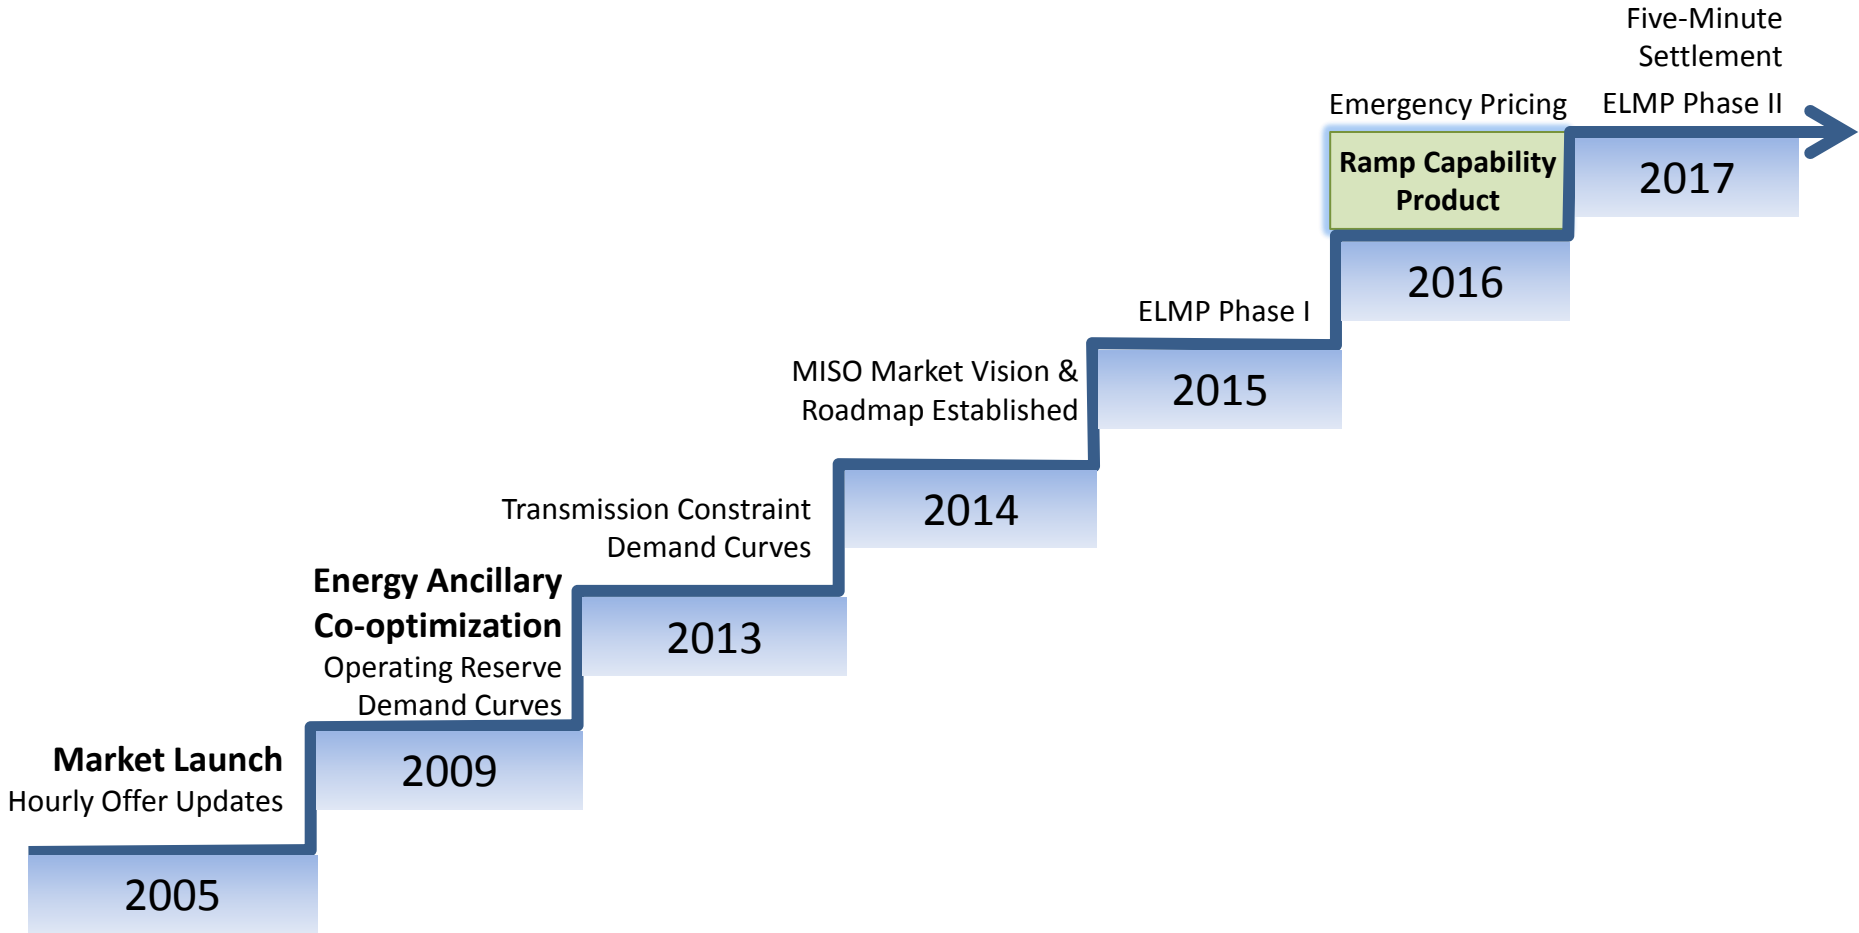 Market Launch
Hourly Offer Updates
2005
Energy Ancillary
Co-optimization
Operating Reserve
Demand Curves
2009
Transmission Constraint
Demand Curves
2013
MISO Market Vision &
Roadmap Established
2014
ELMP Phase I
2015
Emergency Pricing
Ramp Capability
Product
2016
Five-Minute
Settlement
ELMP Phase II
2017